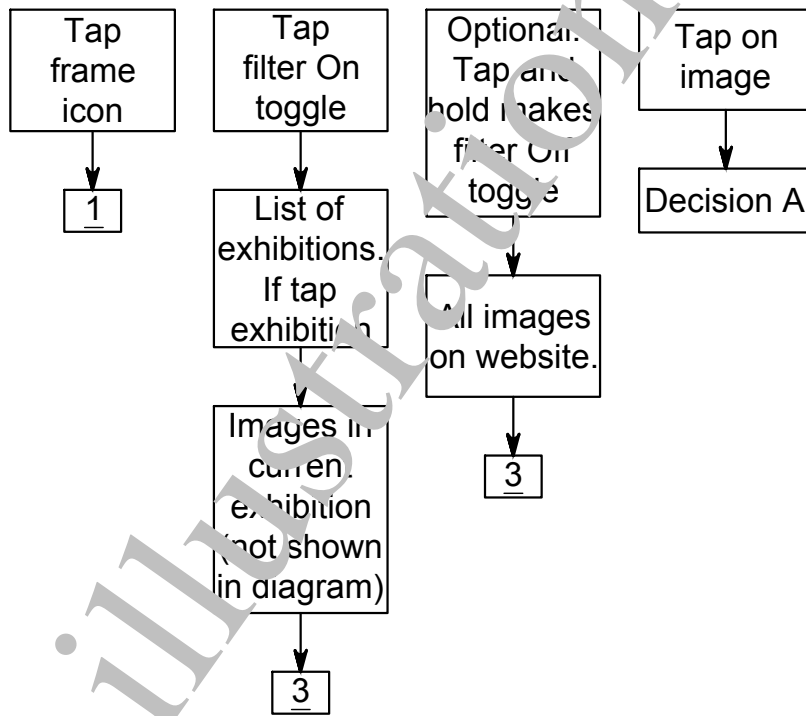 Tap
frame
icon
1
Tap
filter On
toggle
List of
exhibitions.
If tap
exhibition
Images in
current
exhibition
(not shown
in diagram)
3
Optional.
Tap and
hold makes
filter Off
toggle
All images
on website.
3
Tap on
image
Decision A
illustration